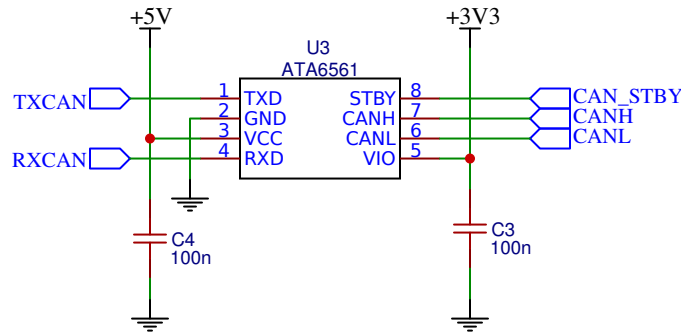 +5V
+3V3
U3
ATA6561
TXCAN
1
TXD
STBY
8
CAN_STBY
2
GND
CANH
7
CANH
3
VCC
CANL
6
CANL
RXCAN
4
RXD
VIO
5
C4
100n
C3
100n